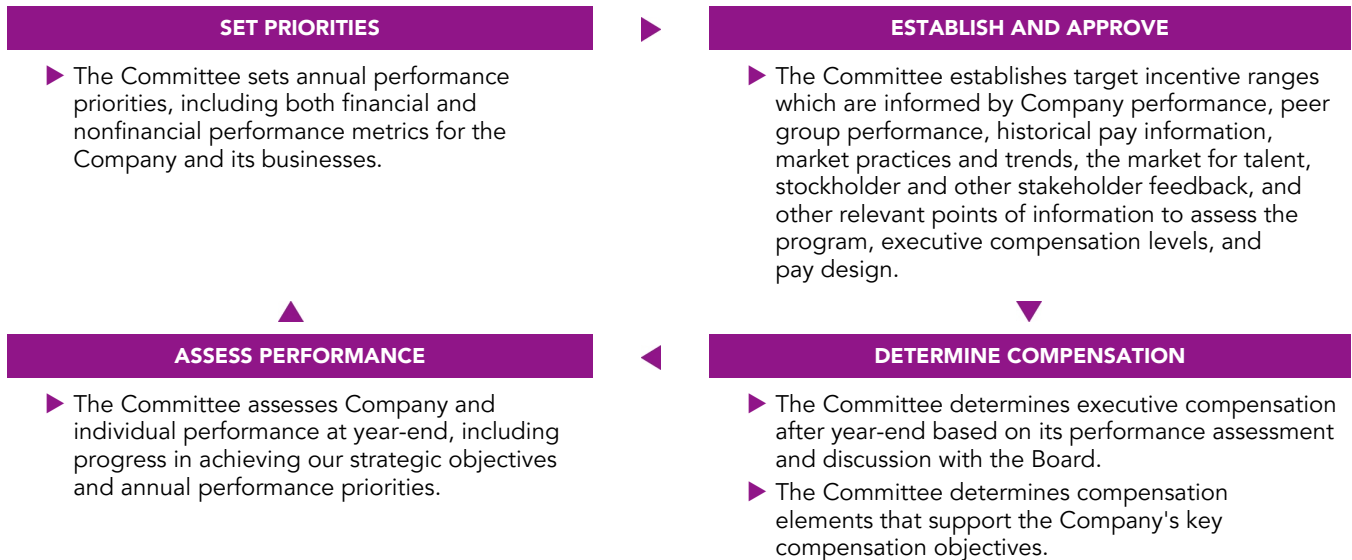 SET PRIORITIES
The Committee sets annual performance
priorities, including both financial and
nonfinancial performance metrics for the
Company and its businesses.
ESTABLISH AND APPROVE
The Committee establishes target incentive ranges
which are informed by Company performance, peer
group performance, historical pay information,
market practices and trends, the market for talent,
stockholder and other stakeholder feedback, and
other relevant points of information to assess the
program, executive compensation levels, and
pay design.
ASSESS PERFORMANCE
The Committee assesses Company and
individual performance at year-end, including
progress in achieving our strategic objectives
and annual performance priorities.
DETERMINE COMPENSATION
The Committee determines executive compensation
after year-end based on its performance assessment
and discussion with the Board.
The Committee determines compensation
elements that support the Company's key
compensation objectives.